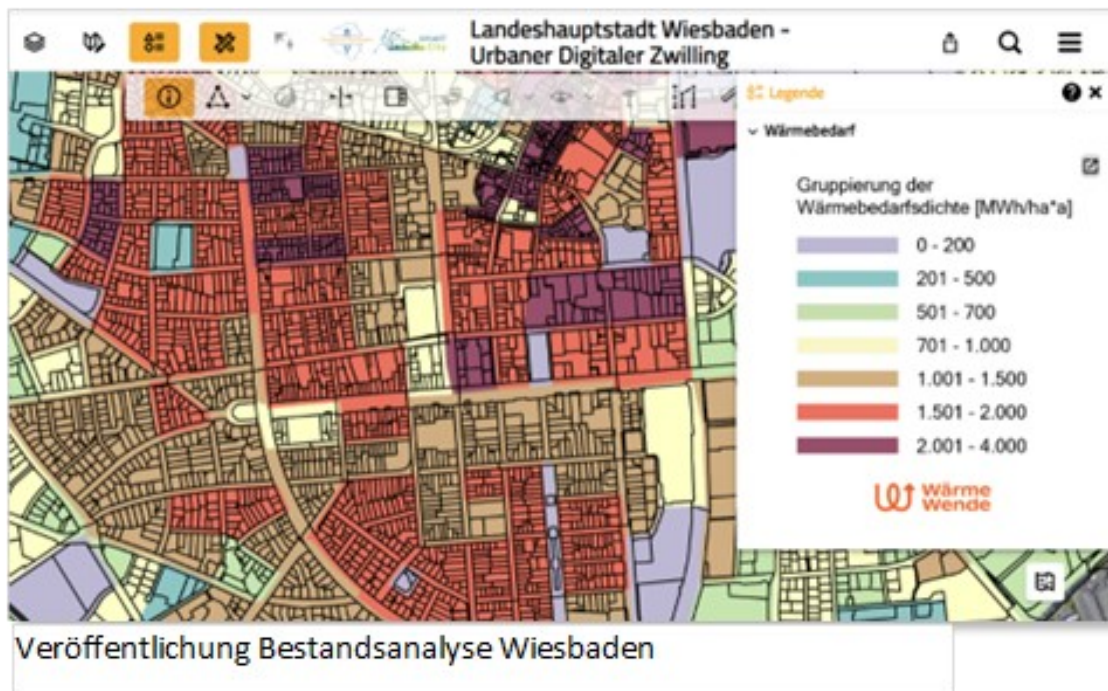 Landeshauptstadt Wiesbaden -
Urbaner Digitaler Zwilling
Legende
Wärmebedarf
Gruppierung der
Wärmebedarfsdichte [MWh/ha*a]
0 - 200
201 - 500
501 - 700
701 - 1.000
1.001 - 1.500
1.501 - 2.000
2.001 - 4.000
Wärme
Wende
Veröffentlichung Bestandsanalyse Wiesbaden